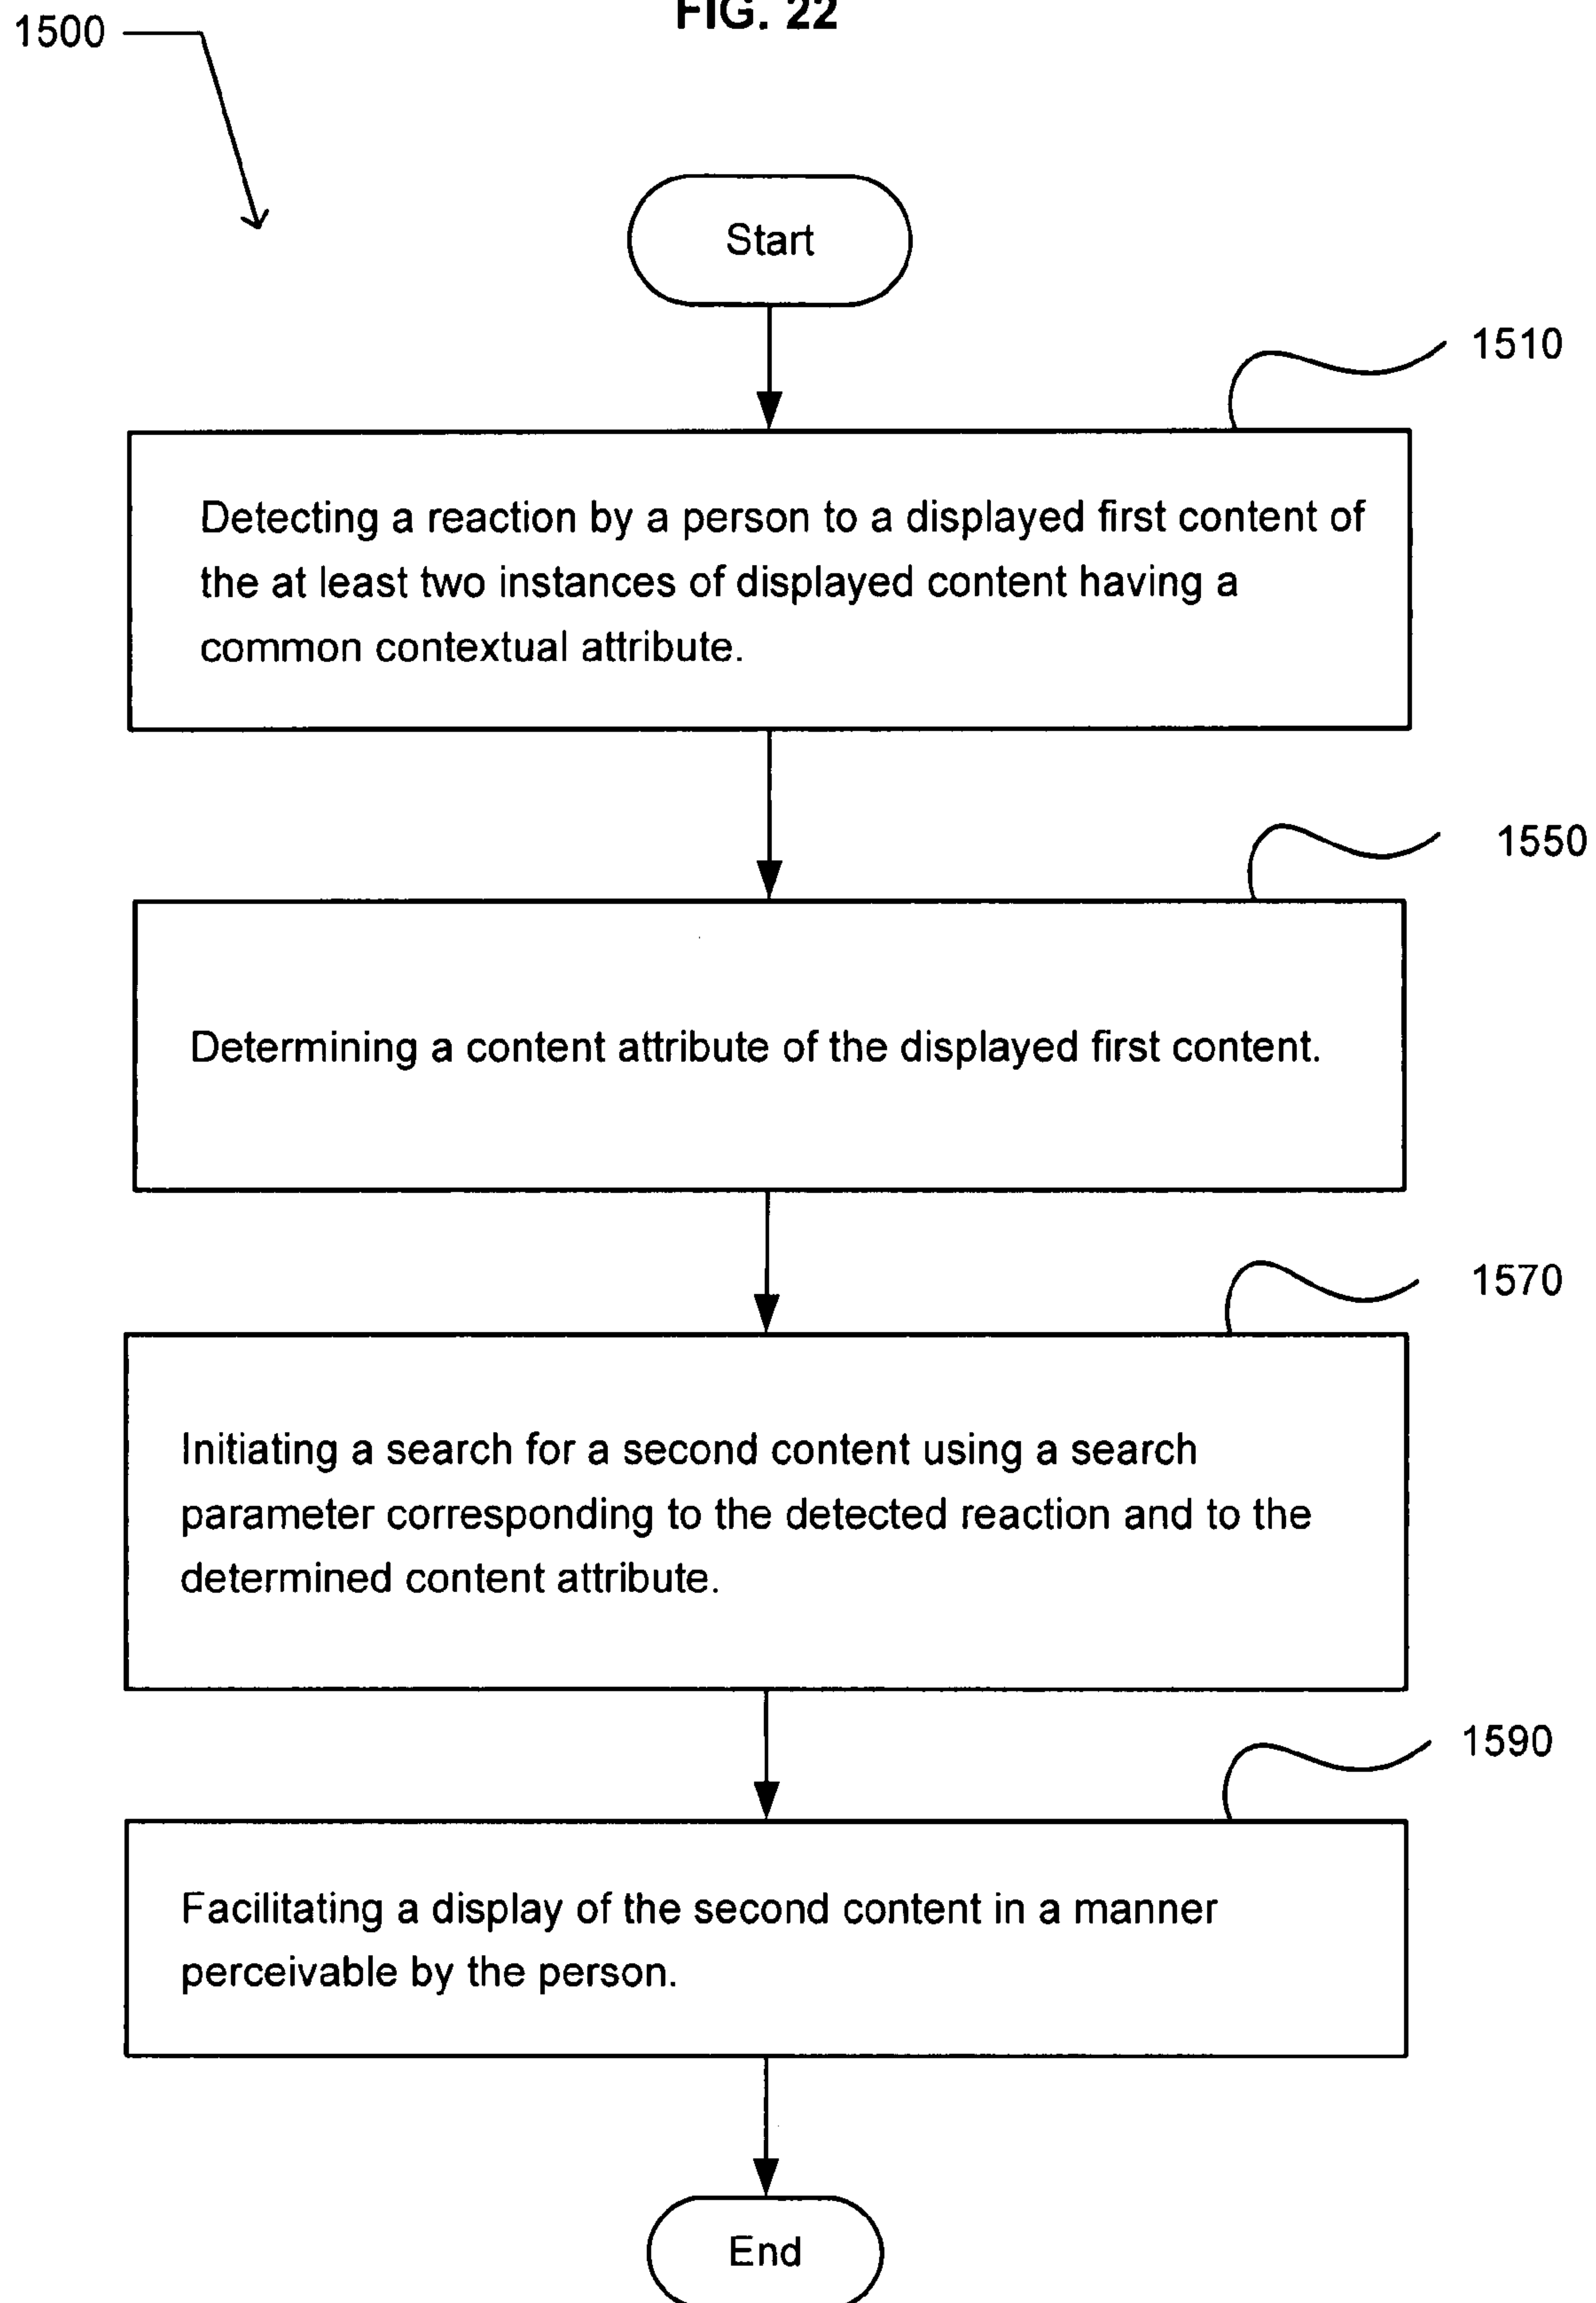 FIG. 22
1500
Start
1510
Detecting a reaction by a person to a displayed first content of
the at least two instances of displayed content having a
common contextual attribute.
1550
Determining a content attribute of the displayed first content.
1570
Initiating a search for a second content using a search
parameter corresponding to the detected reaction and to the
determined content attribute.
1590
Facilitating a display of the second content in a manner
perceivable by the person.
End